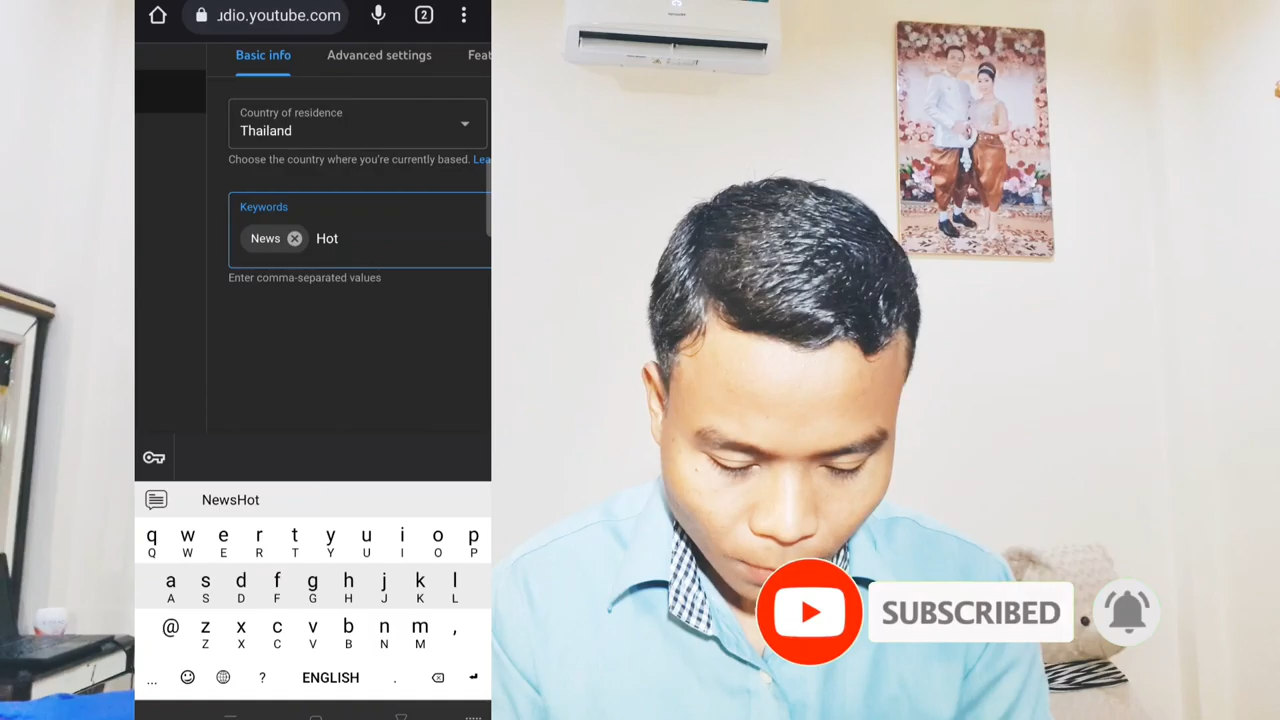 udio.youtube.com
2
Basic info
Advanced settings
Feat
Country of residence
Thailand
Choose the country where you're currently based. Lea
Keywords
News
Hot
Enter comma-separated values
NewsHot
q w e r t y u i o p
Q W E R T Y U I O P
a s d f g h j k l
A S D F G H J K L
@ z x c v b n m ,
Z X C V B N M
... ? ENGLISH .
SUBSCRIBED